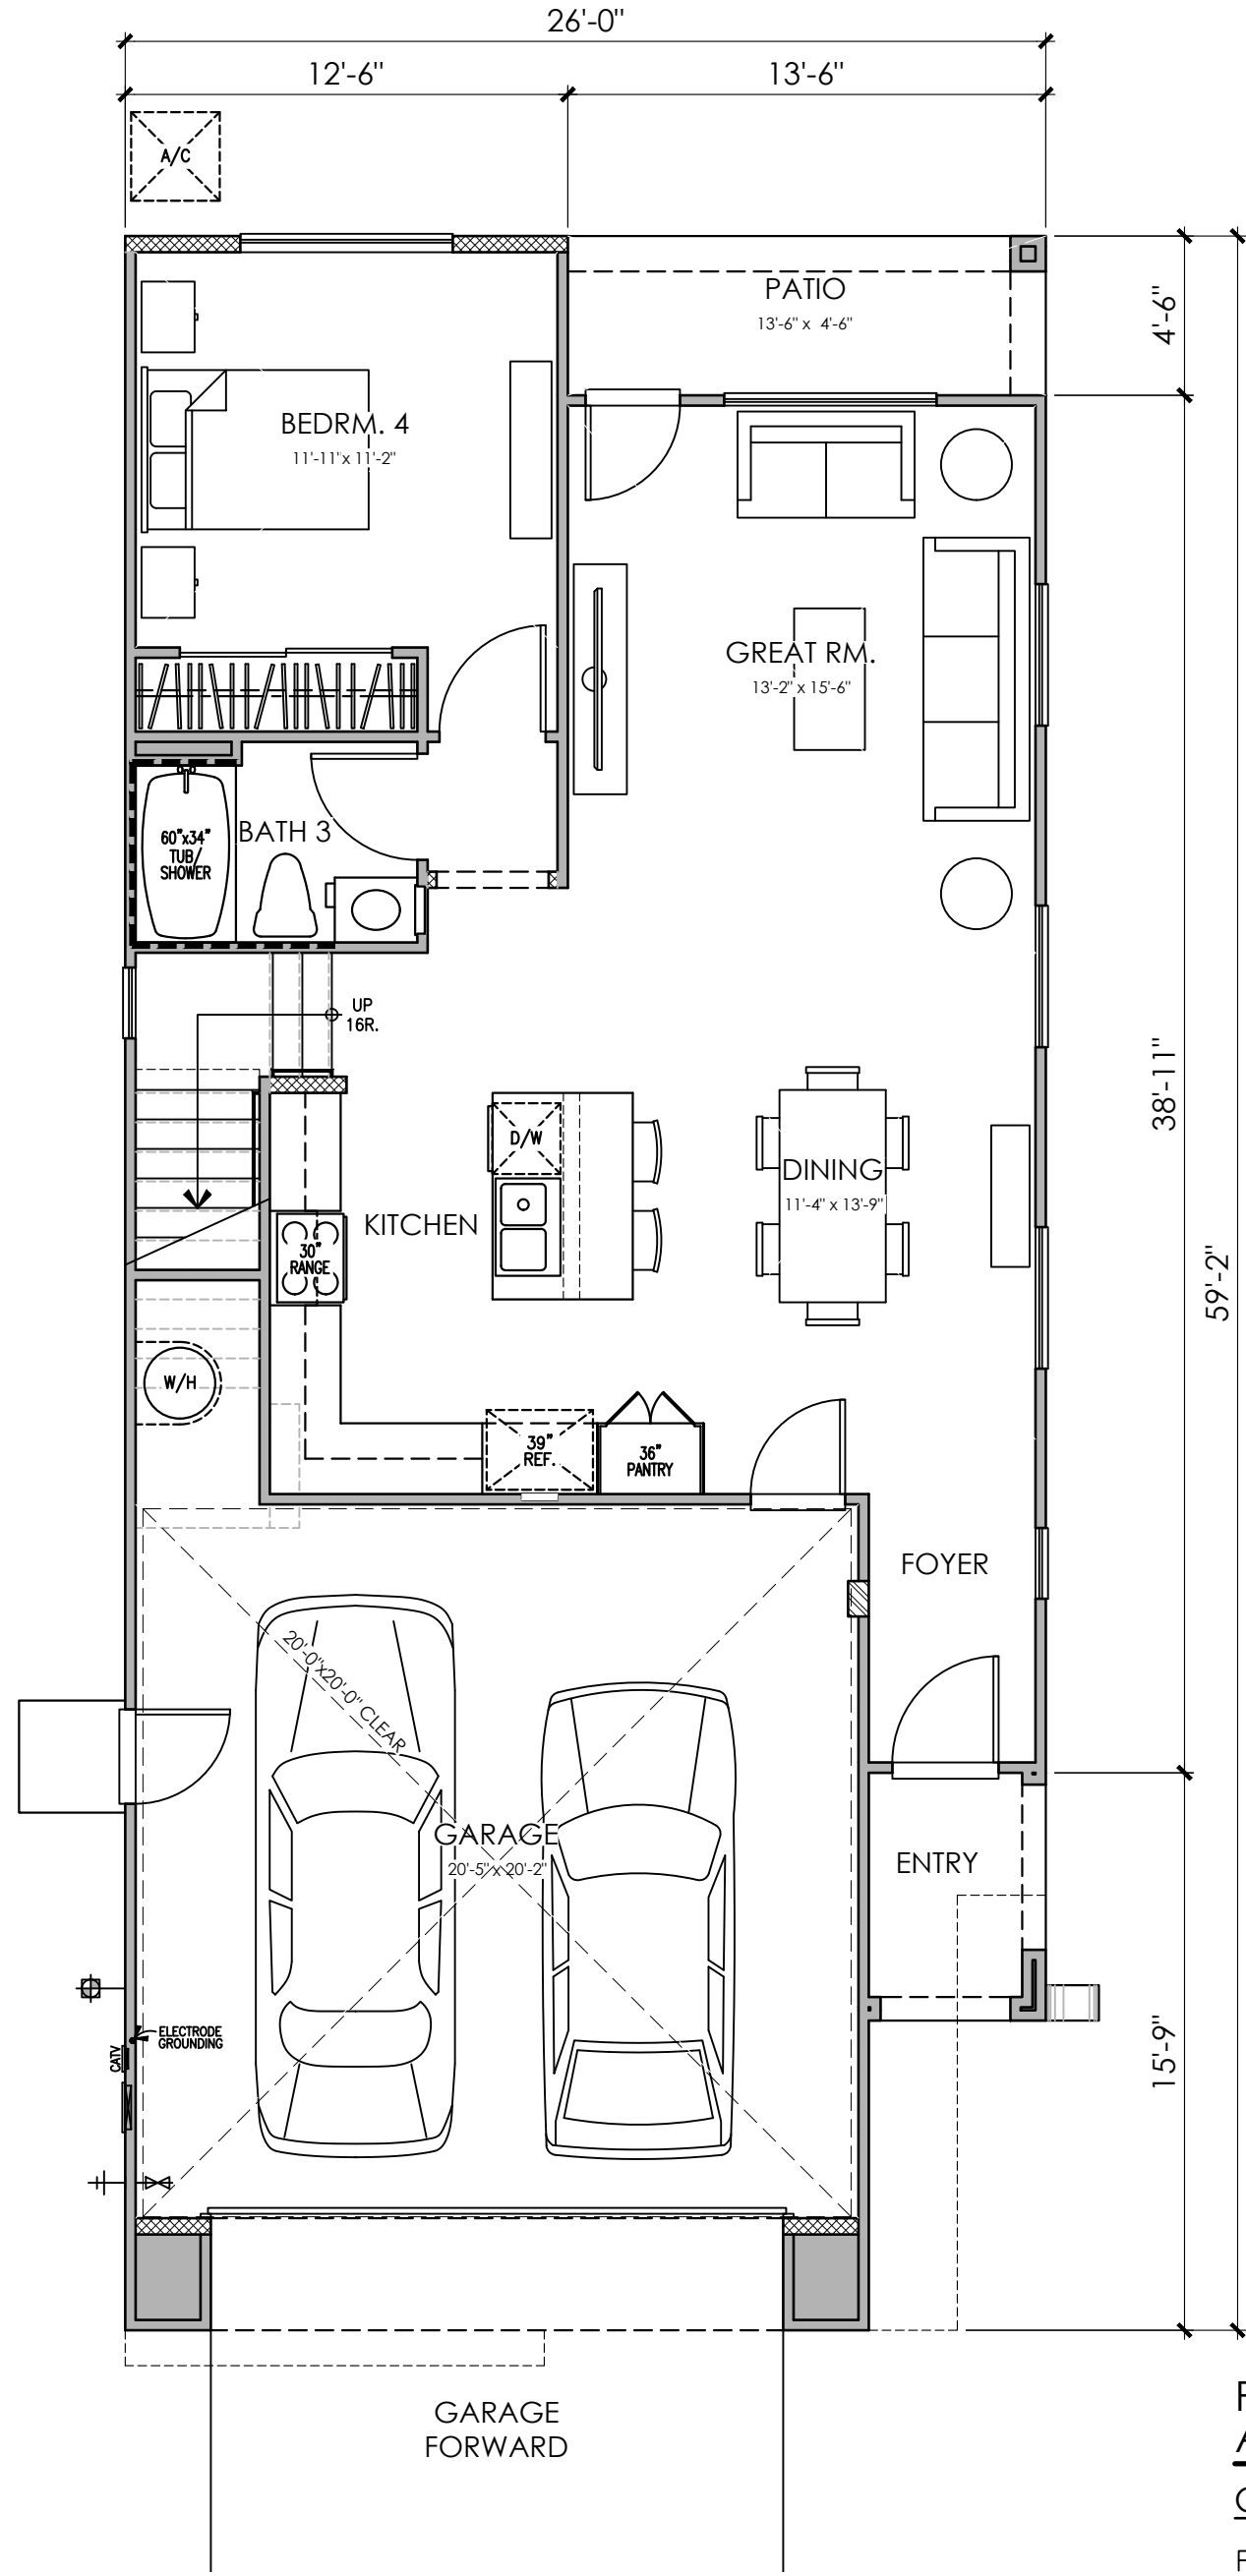 26'-0"
12'-6"
13'-6"
A/C
PATIO
13'-6" x 4'-6"
4'-6"
BEDRM. 4
11'-11" x 11'-2"
GREAT RM.
13'-2" x 15'-6"
60"x34"
TUB/
SHOWER
BATH 3
UP
16R.
38'-11"
D/W
DINING
11'-4" x 13'-9"
KITCHEN
30"
RANGE
59'-2"
W/H
39"
REF.
36"
PANTRY
FOYER
20'-0"x20'-0" CLEAR
GARAGE
20'-5" x 20'-2"
ENTRY
ELECTRODE
GROUNDING
CATV
15'-9"
GARAGE
FORWARD